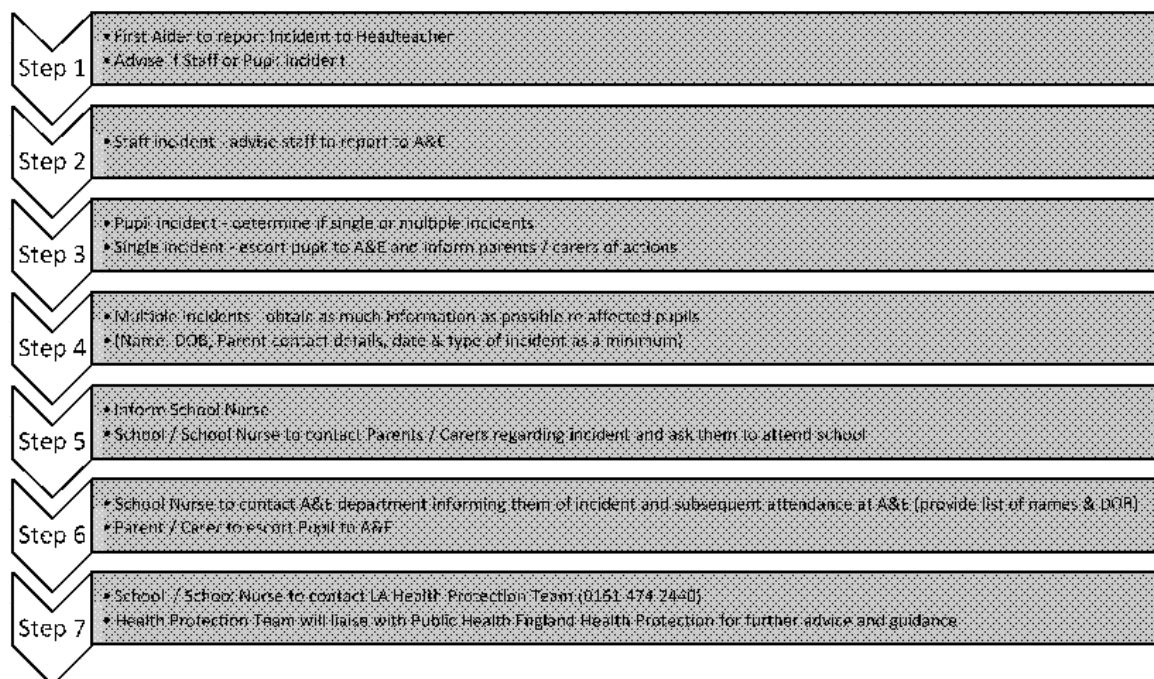 Step 1
• First Aider to report Incident to Headteacher
• Advise if Staff or Pupil Incident
Step 2
• Staff incident - advise staff to report to A&E
Step 3
• Pupil incident - determine if single or multiple incidents
• Single incident - escort pupil to A&E and inform parents / carers of actions
Step 4
• Multiple incidents - obtain as much information as possible re affected pupils
• (Name, DOB, Parent contact details, date & type of incident as a minimum)
Step 5
• Inform School Nurse
• School / School Nurse to contact Parents / Carers regarding incident and ask them to attend school
Step 6
• School Nurse to contact A&E department informing them of incident and subsequent attendance at A&E (provide list of names & DOB)
• Parent / Carer to escort Pupil to A&E
Step 7
• School / School Nurse to contact LA Health Protection Team (0161 474 2440)
• Health Protection Team will liaise with Public Health England Health Protection for further advice and guidance